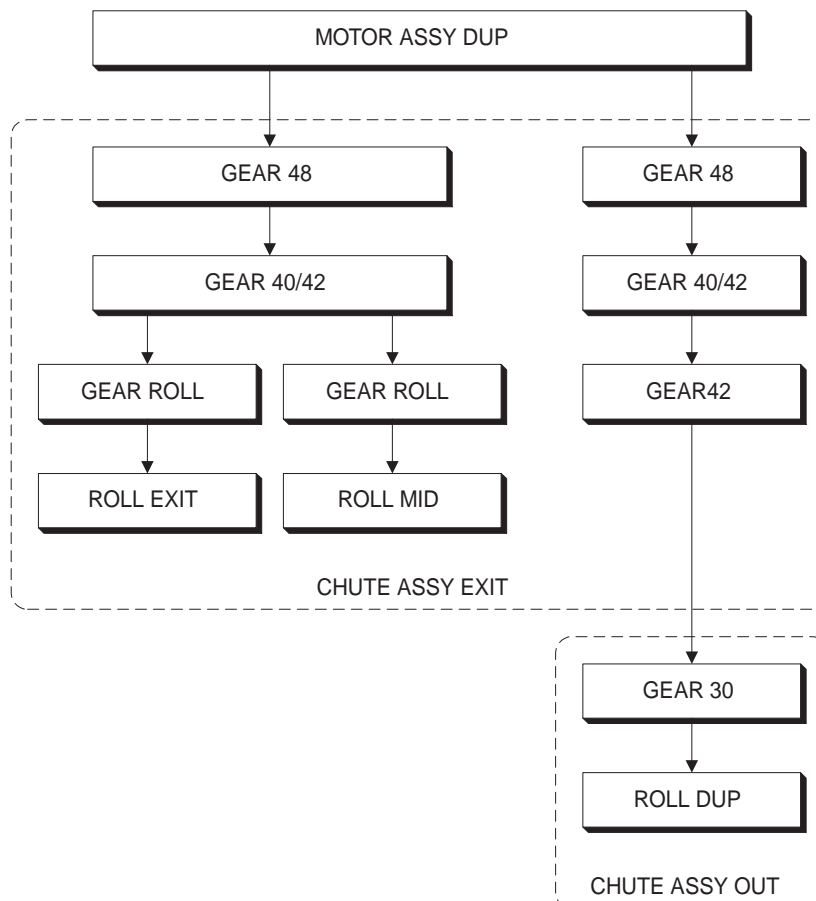 MOTOR ASSY DUP
GEAR 48
GEAR 48
GEAR 40/42
GEAR 40/42
GEAR ROLL
GEAR ROLL
GEAR42
ROLL EXIT
ROLL MID
CHUTE ASSY EXIT
GEAR 30
ROLL DUP
CHUTE ASSY OUT